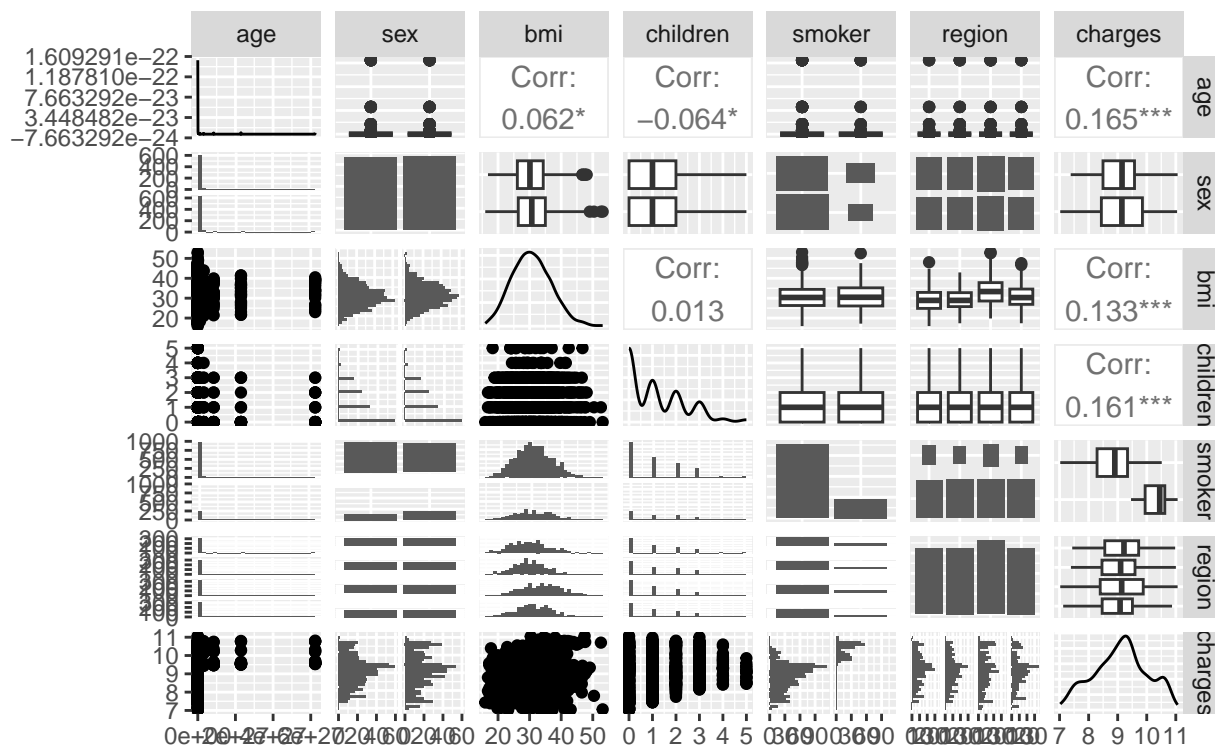 age sex bmi children smoker region charges
1.609291e−22
1.187810e−22
7.663292e−23
3.448482e−23
−7.663292e−24
Corr:
0.062*
Corr:
−0.064*
Corr:
0.165***
age
600
400
200
0
600
400
200
0
sex
50
40
30
20
Corr:
0.013
Corr:
0.133***
bmi
5
4
3
2
1
0
Corr:
0.161***
children
1000
750
500
250
0
1000
750
500
250
0
smoker
region
11
10
9
8
7
charges
20 30 40 50
0 1 2 3 4 5
7 8 9 10 11